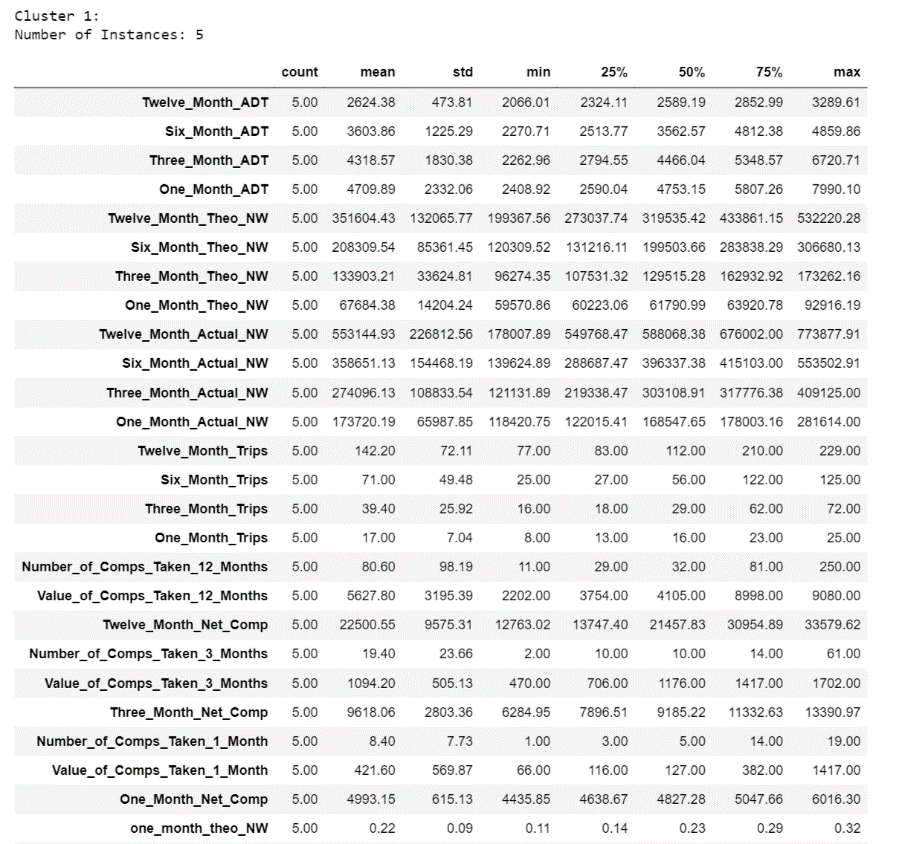 Cluster 1:
Number of Instances: 5
count mean std min 25% 50% 75% max
Twelve_Month_ADT 5.00 2624.38 473.81 2066.01 2324.11 2589.19 2852.99 3289.61
Six_Month_ADT 5.00 3603.86 1225.29 2270.71 2513.77 3562.57 4812.38 4859.86
Three_Month_ADT 5.00 4318.57 1830.38 2262.96 2794.55 4466.04 5348.57 6720.71
One_Month_ADT 5.00 4709.89 2332.06 2408.92 2590.04 4753.15 5807.26 7990.10
Twelve_Month_Theo_NW 5.00 351604.43 132065.77 199367.56 273037.74 319535.42 433861.15 532220.28
Six_Month_Theo_NW 5.00 208309.54 85361.45 120309.52 131216.11 199503.66 283838.29 306680.13
Three_Month_Theo_NW 5.00 133903.21 33624.81 96274.35 107531.32 129515.28 162932.92 173262.16
One_Month_Theo_NW 5.00 67684.38 14204.24 59570.86 60223.06 61790.99 63920.78 92916.19
Twelve_Month_Actual_NW 5.00 553144.93 226812.56 178007.89 549768.47 588068.38 676002.00 773877.91
Six_Month_Actual_NW 5.00 358651.13 154468.19 139624.89 288687.47 396337.38 415103.00 553502.91
Three_Month_Actual_NW 5.00 274096.13 108833.54 121131.89 219338.47 303108.91 317776.38 409125.00
One_Month_Actual_NW 5.00 173720.19 65987.85 118420.75 122015.41 168547.65 178003.16 281614.00
Twelve_Month_Trips 5.00 142.20 72.11 77.00 83.00 112.00 210.00 229.00
Six_Month_Trips 5.00 71.00 49.48 25.00 27.00 56.00 122.00 125.00
Three_Month_Trips 5.00 39.40 25.92 16.00 18.00 29.00 62.00 72.00
One_Month_Trips 5.00 17.00 7.04 8.00 13.00 16.00 23.00 25.00
Number_of_Comps_Taken_12_Months 5.00 80.60 98.19 11.00 29.00 32.00 81.00 250.00
Value_of_Comps_Taken_12_Months 5.00 5627.80 3195.39 2202.00 3754.00 4105.00 8998.00 9080.00
Twelve_Month_Net_Comp 5.00 22500.55 9575.31 12763.02 13747.40 21457.83 30954.89 33579.62
Number_of_Comps_Taken_3_Months 5.00 19.40 23.66 2.00 10.00 10.00 14.00 61.00
Value_of_Comps_Taken_3_Months 5.00 1094.20 505.13 470.00 706.00 1176.00 1417.00 1702.00
Three_Month_Net_Comp 5.00 9618.06 2803.36 6284.95 7896.51 9185.22 11332.63 13390.97
Number_of_Comps_Taken_1_Month 5.00 8.40 7.73 1.00 3.00 5.00 14.00 19.00
Value_of_Comps_Taken_1_Month 5.00 421.60 569.87 66.00 116.00 127.00 382.00 1417.00
One_Month_Net_Comp 5.00 4993.15 615.13 4435.85 4638.67 4827.28 5047.66 6016.30
one_month_theo_NW 5.00 0.22 0.09 0.11 0.14 0.23 0.29 0.32